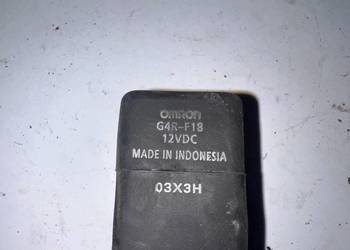 OMRON
G4R-F18
12VDC
MADE IN INDONESIA
03X3H